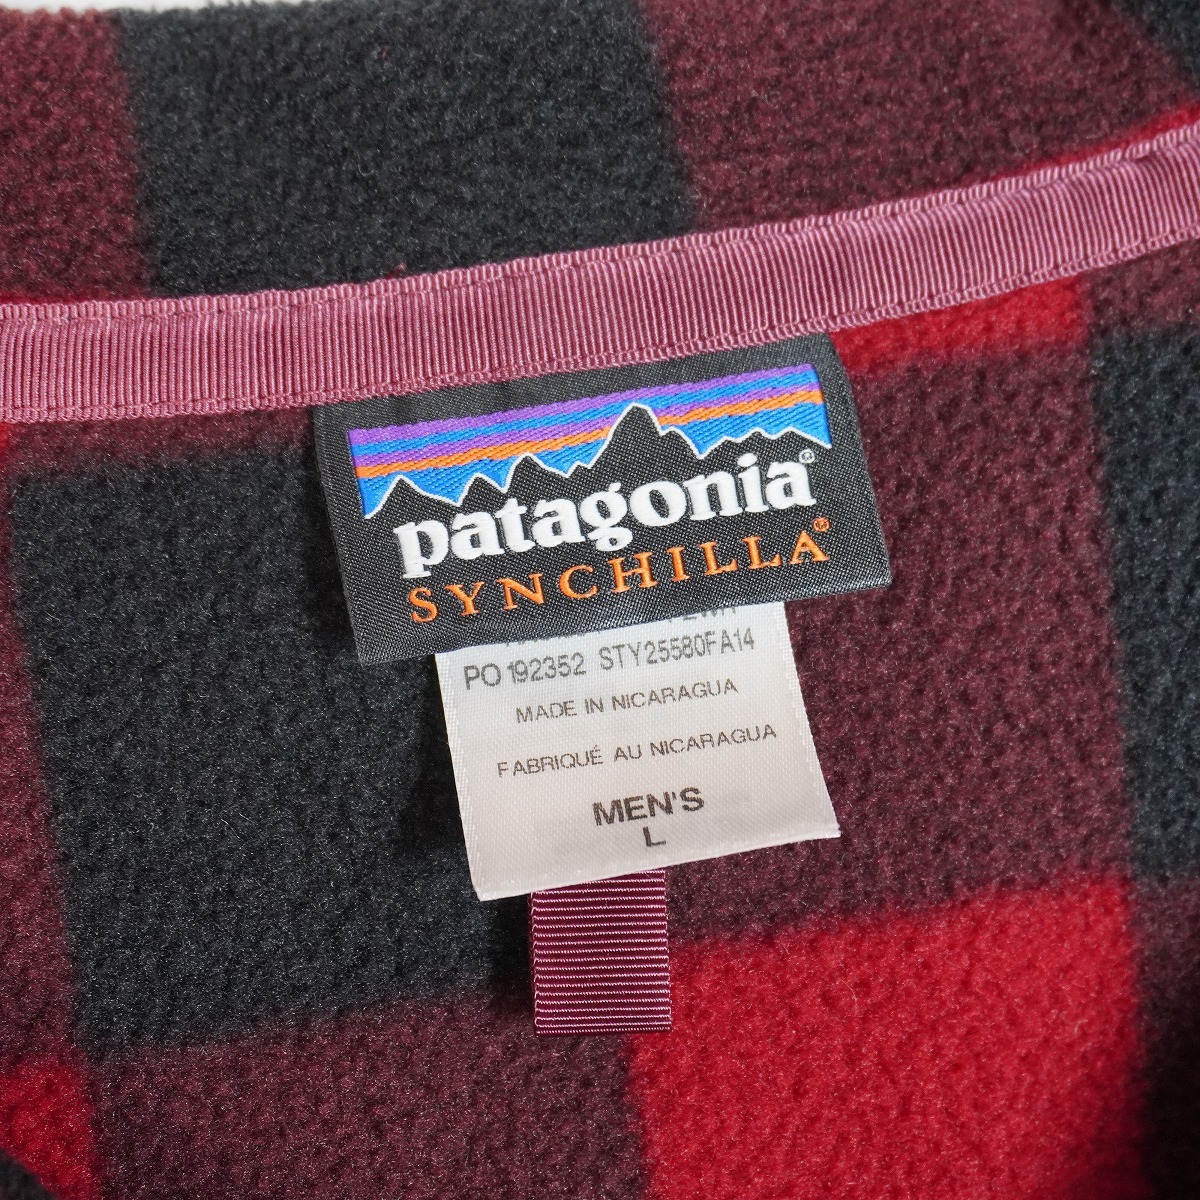 patagonia®
SYNCHILLA®
PO 192352 STY25580FA14
MADE IN NICARAGUA
FABRIQUÉ AU NICARAGUA
MEN'S
L